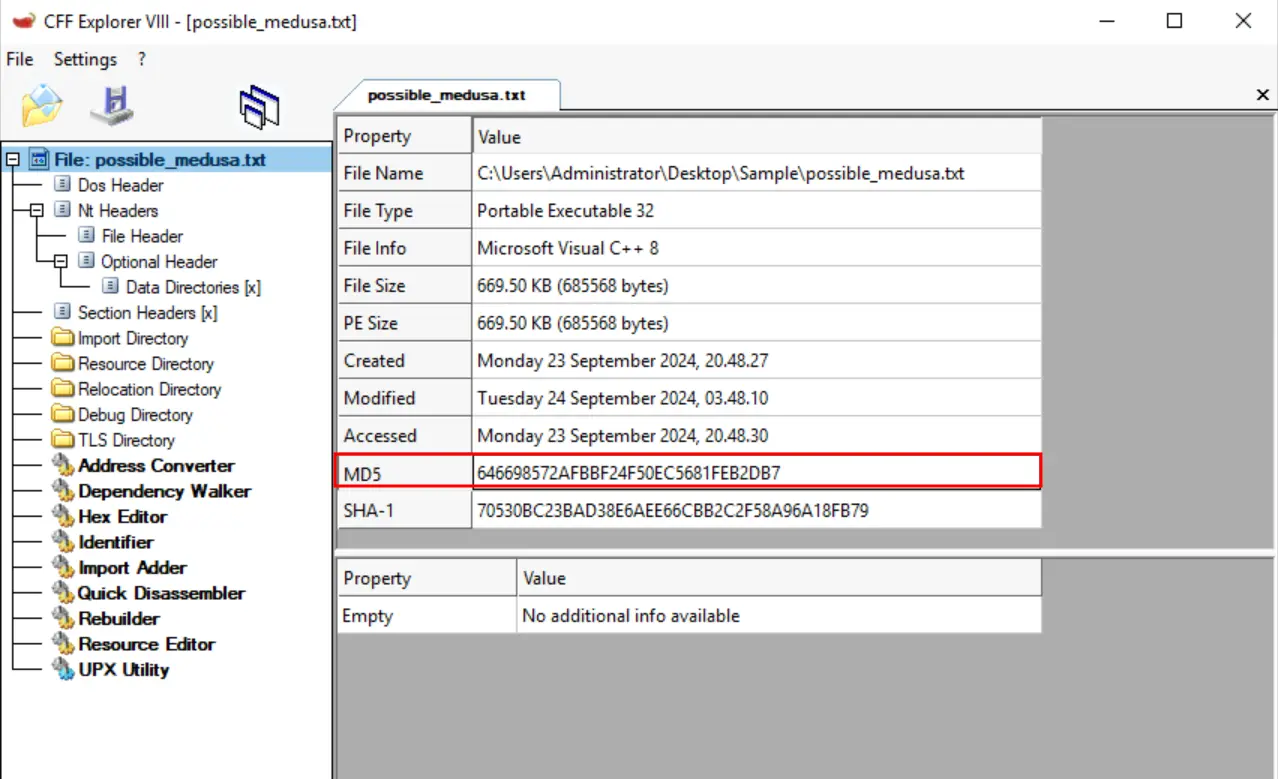 CFF Explorer VIII - [possible_medusa.txt]
File Settings ?
possible_medusa.txt
File: possible_medusa.txt
Dos Header
Nt Headers
File Header
Optional Header
Data Directories [x]
Section Headers [x]
Import Directory
Resource Directory
Relocation Directory
Debug Directory
TLS Directory
Address Converter
Dependency Walker
Hex Editor
Identifier
Import Adder
Quick Disassembler
Rebuilder
Resource Editor
UPX Utility
Property Value
File Name C:\Users\Administrator\Desktop\Sample\possible_medusa.txt
File Type Portable Executable 32
File Info Microsoft Visual C++ 8
File Size 669.50 KB (685568 bytes)
PE Size 669.50 KB (685568 bytes)
Created Monday 23 September 2024, 20.48.27
Modified Tuesday 24 September 2024, 03.48.10
Accessed Monday 23 September 2024, 20.48.30
MD5 646698572AFBBF24F50EC5681FEB2DB7
SHA-1 70530BC23BAD38E6AEE66CBB2C2F58A96A18FB79
Property Value
Empty No additional info available